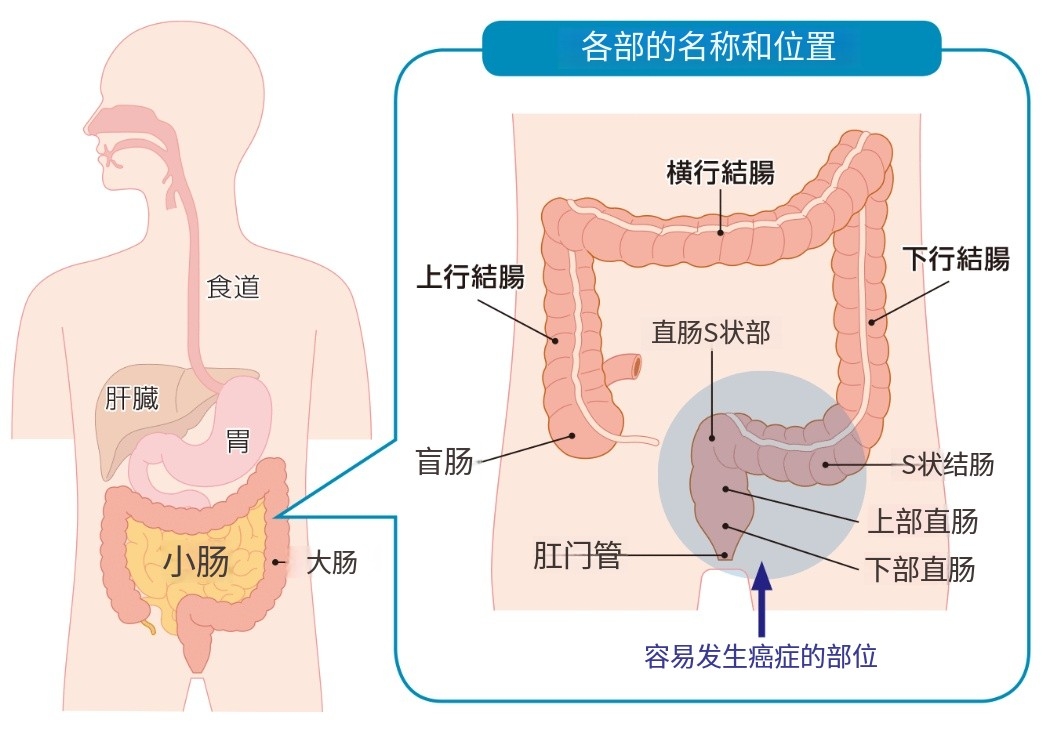 各部的名称和位置
食道
肝臓
胃
小肠
大肠
横行結腸
上行結腸
下行結腸
直肠S状部
盲肠
S状结肠
上部直肠
肛门管
下部直肠
容易发生癌症的部位